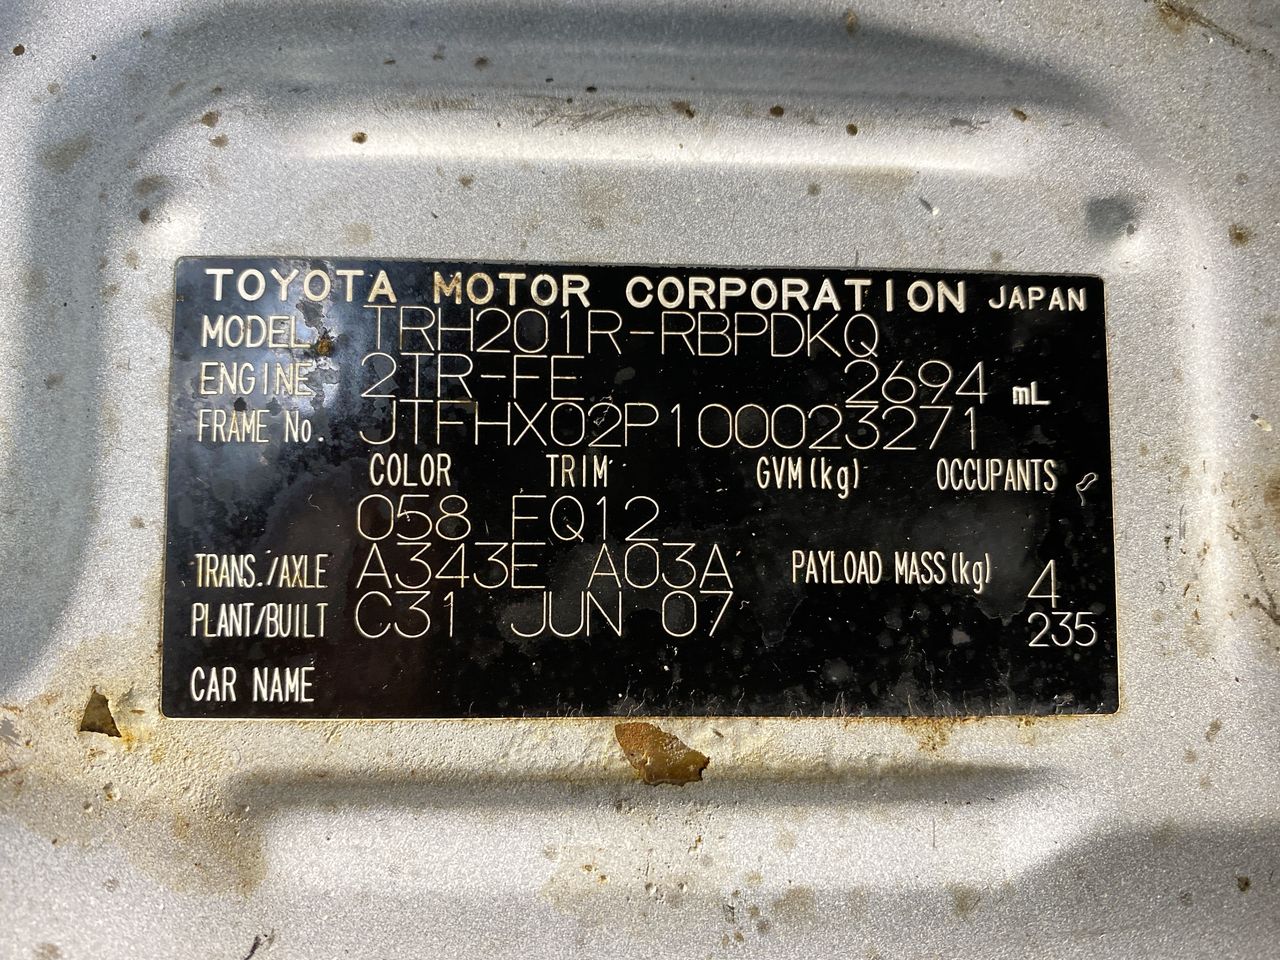 TOYOTA MOTOR CORPORATION JAPAN
MODEL TRH201R-RBPDKQ
ENGINE 2TR-FE 2694 mL
FRAME No. JTFHX02P100023271
COLOR TRIM GVM(kg) OCCUPANTS
058 EQ12
TRANS./AXLE A343E A03A PAYLOAD MASS(kg) 4
PLANT/BUILT C31 JUN 07 235
CAR NAME